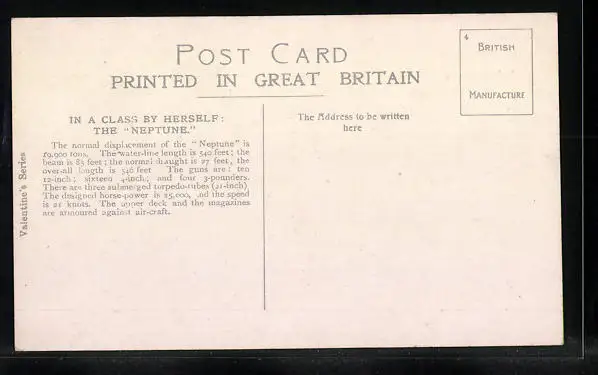 POST CARD
PRINTED IN GREAT BRITAIN
4
BRITISH
MANUFACTURE
Valentine's Series
IN A CLASS BY HERSELF:
THE "NEPTUNE."
The normal displacement of the "Neptune" is
19,900 tons. The water-line length is 540 feet; the
beam is 85 feet; the normal draught is 27 feet, the
over-all length is 546 feet The guns are: ten
12-inch; sixteen 4-inch; and four 3-pounders.
There are three submerged torpedo-tubes (21-inch)
The designed horse-power is 25,000, and the speed
is 21 knots. The upper deck and the magazines
are armoured against air-craft.
The Address to be written
here